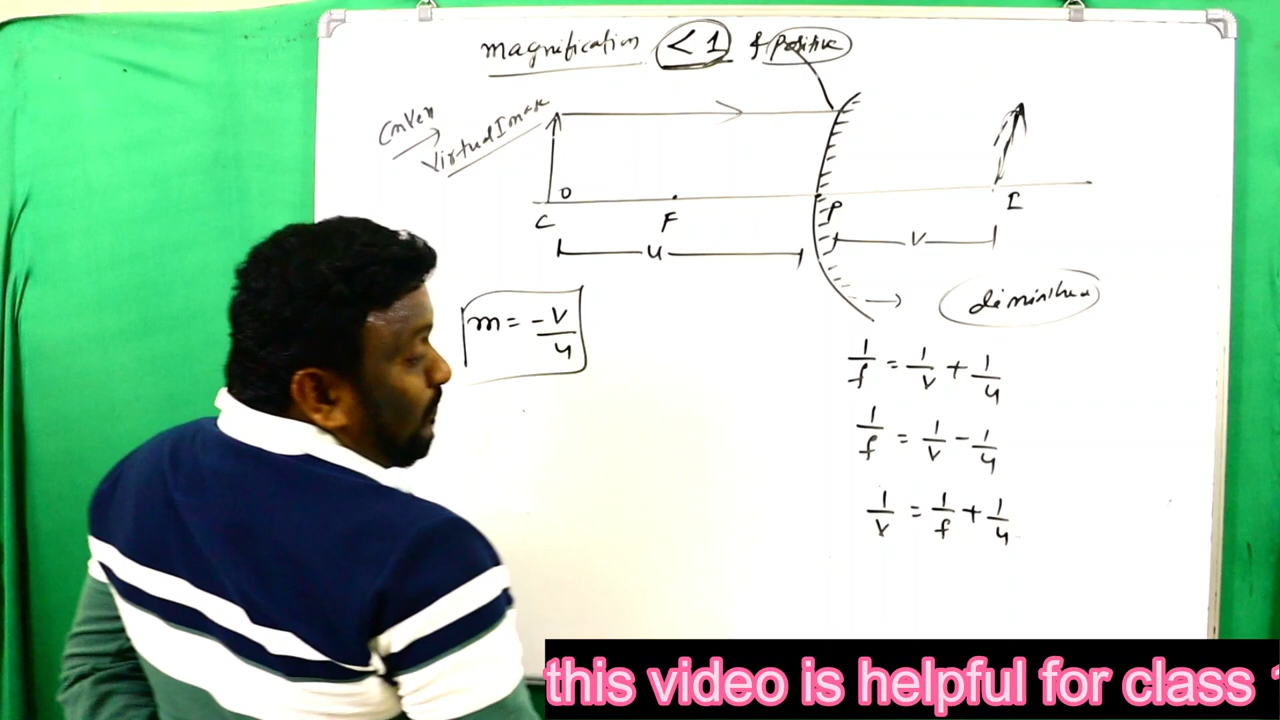 magnification < 1 & Positive
Convex
Virtual Image
O
C F P I
u v
m = -v/u
diminished
1/f = 1/v + 1/u
1/f = 1/v - 1/u
1/v = 1/f + 1/u
this video is helpful for class